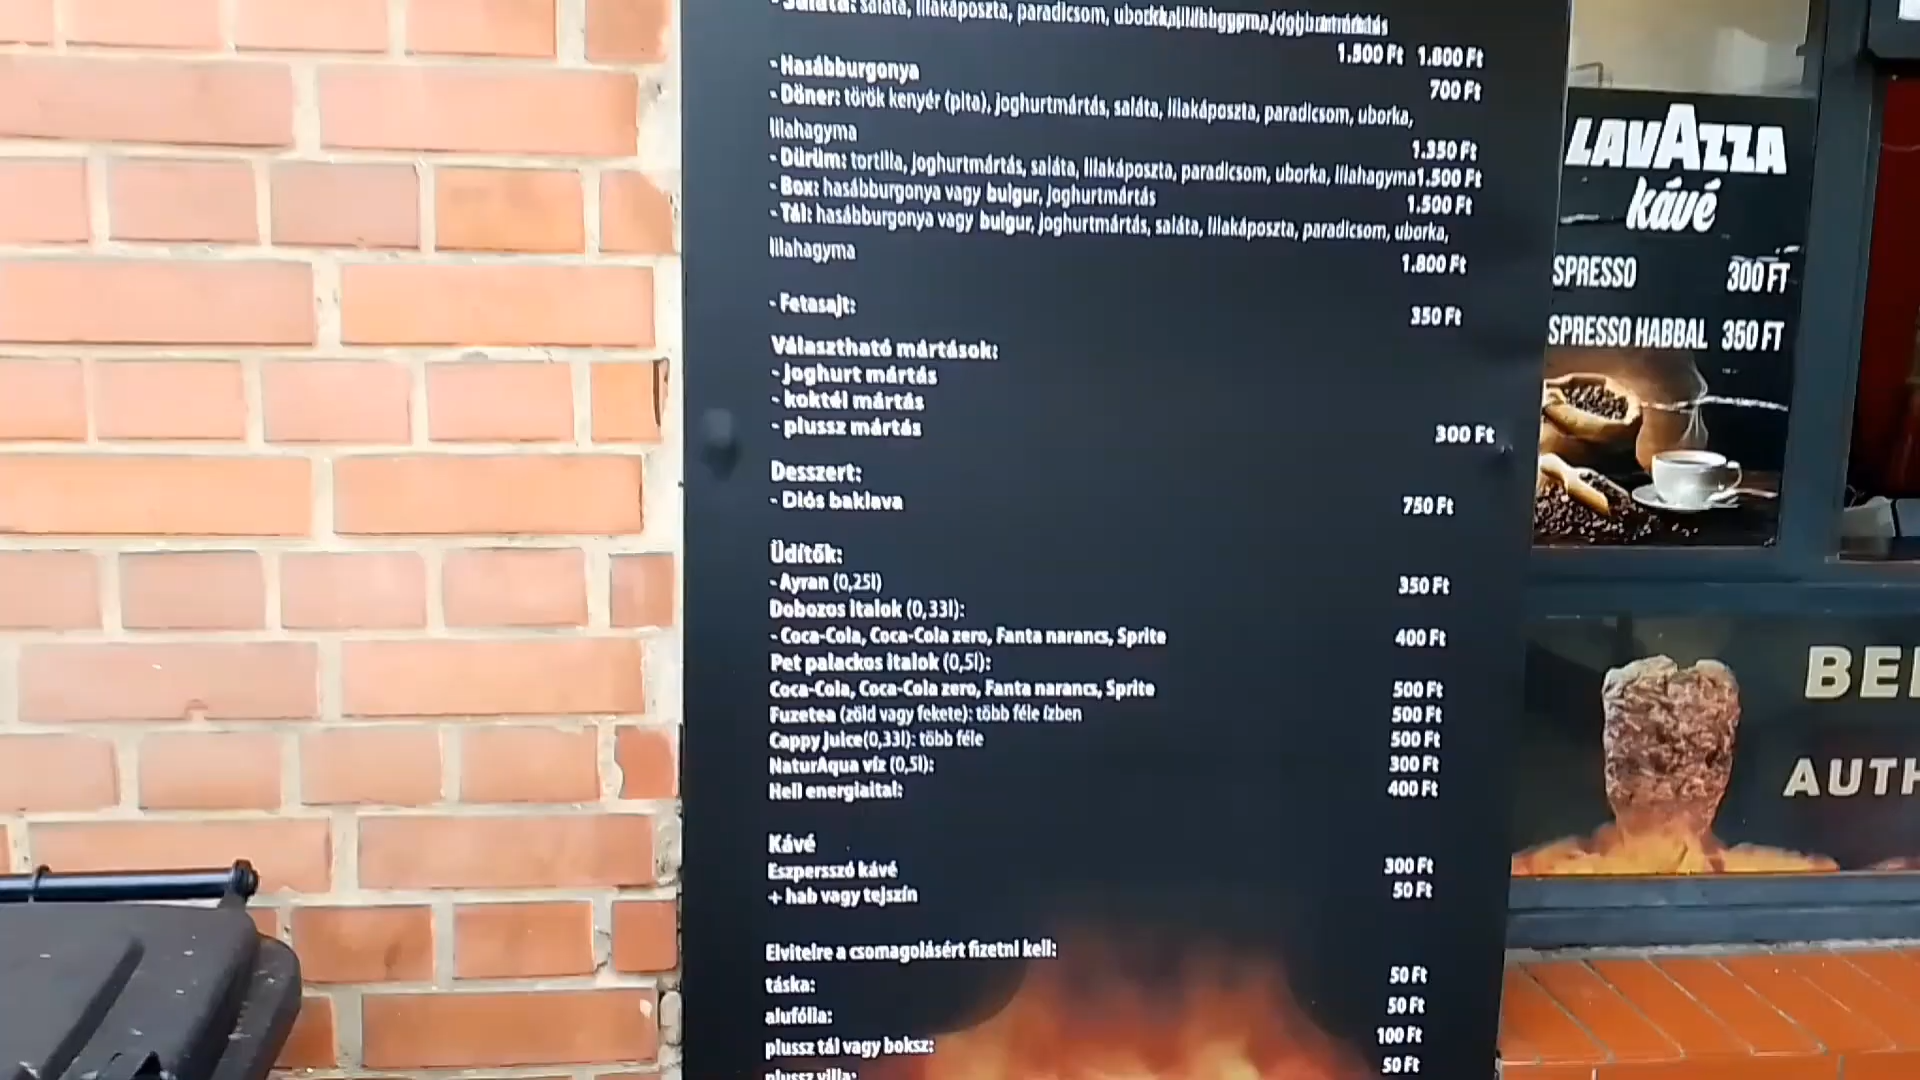 - Saláta: saláta, lilakáposzta, paradicsom,
1.500 Ft 1.800 Ft
- Hasábburgonya 700 Ft
- Döner: török kenyér (pita), joghurtmártás, saláta, lilakáposzta, paradicsom, uborka,
lilahagyma 1.350 Ft
- Dürüm: tortilla, joghurtmártás, saláta, lilakáposzta, paradicsom, uborka, lilahagyma 1.500 Ft
- Box: hasábburgonya vagy bulgur, joghurtmártás 1.500 Ft
- Tál: hasábburgonya vagy bulgur, joghurtmártás, saláta, lilakáposzta, paradicsom, uborka,
lilahagyma 1.800 Ft
- Fetasajt: 350 Ft
Választható mártások:
- joghurt mártás
- koktél mártás
- plussz mártás 300 Ft
Desszert:
- Diós baklava 750 Ft
Üdítők:
- Ayran (0,25l) 350 Ft
Dobozos italok (0,33l):
- Coca-Cola, Coca-Cola zero, Fanta narancs, Sprite 400 Ft
Pet palackos italok (0,5l):
Coca-Cola, Coca-Cola zero, Fanta narancs, Sprite 500 Ft
Fuzetea (zöld vagy fekete): több féle ízben 500 Ft
Cappy Juice(0,33l): több féle 500 Ft
NaturAqua víz (0,5l): 300 Ft
Hell energiaital: 400 Ft
Kávé
Eszpersszó kávé 300 Ft
+ hab vagy tejszín 50 Ft
Elvitelre a csomagolásért fizetni kell:
táska: 50 Ft
alufólia: 50 Ft
plussz tál vagy boksz: 100 Ft
plussz villa: 50 Ft
LAVAZZA
kávé
SPRESSO 300 FT
SPRESSO HABBAL 350 FT
BE
AUTH